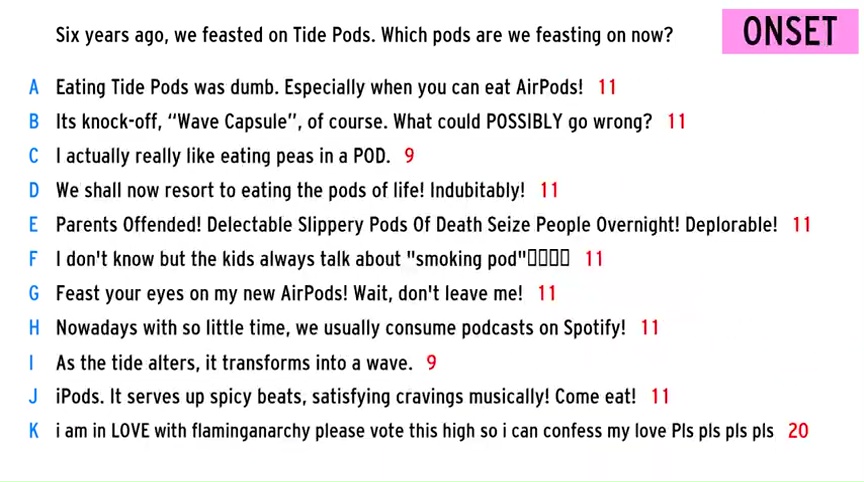 Six years ago, we feasted on Tide Pods. Which pods are we feasting on now?
ONSET
A Eating Tide Pods was dumb. Especially when you can eat AirPods! 11
B Its knock-off, “Wave Capsule”, of course. What could POSSIBLY go wrong? 11
C I actually really like eating peas in a POD. 9
D We shall now resort to eating the pods of life! Indubitably! 11
E Parents Offended! Delectable Slippery Pods Of Death Seize People Overnight! Deplorable! 11
F I don't know but the kids always talk about "smoking pod"▯▯▯▯ 11
G Feast your eyes on my new AirPods! Wait, don't leave me! 11
H Nowadays with so little time, we usually consume podcasts on Spotify! 11
I As the tide alters, it transforms into a wave. 9
J iPods. It serves up spicy beats, satisfying cravings musically! Come eat! 11
K i am in LOVE with flaminganarchy please vote this high so i can confess my love Pls pls pls pls 20